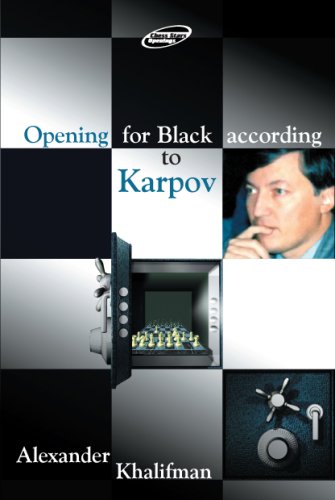 Chess Stars
Openings
Opening for Black according
to
Karpov
Alexander Khalifman